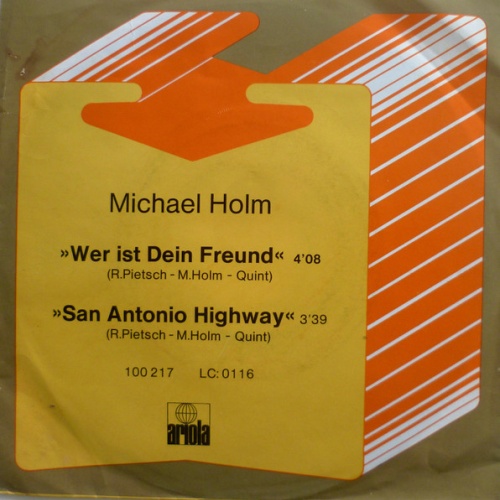 Michael Holm
»Wer ist Dein Freund« 4'08
(R.Pietsch - M.Holm - Quint)
»San Antonio Highway« 3'39
(R.Pietsch - M.Holm - Quint)
100 217 LC: 0116
ariola